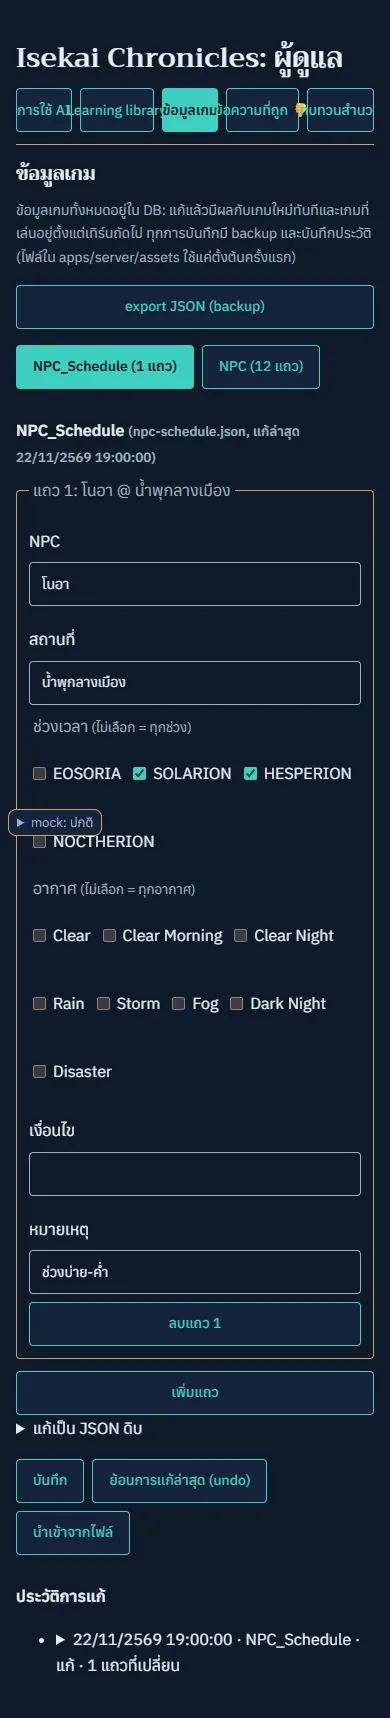 Isekai Chronicles: ผู้ดูแล
การใช้ AI
Learning library
ข้อมูลเกม
ข้อความที่ถูก 👎
บทวนสำนว
ข้อมูลเกม
ข้อมูลเกมทั้งหมดอยู่ใน DB: แก้แล้วมีผลกับเกมใหม่ทันทีและเกมที่
เล่นอยู่ตั้งแต่เทิร์นถัดไป ทุกการบันทึกมี backup และบันทึกประวัติ
(ไฟล์ใน apps/server/assets ใช้แค่ตั้งต้นครั้งแรก)
export JSON (backup)
NPC_Schedule (1 แถว) NPC (12 แถว)
NPC_Schedule (npc-schedule.json, แก้ล่าสุด
22/11/2569 19:00:00)
แถว 1: โนอา @ น้ำพุกลางเมือง
NPC
โนอา
สถานที่
น้ำพุกลางเมือง
ช่วงเวลา (ไม่เลือก = ทุกช่วง)
EOSORIA SOLARION HESPERION
▶ mock: ปกติ
NOCTHERION
อากาศ (ไม่เลือก = ทุกอากาศ)
Clear Clear Morning Clear Night
Rain Storm Fog Dark Night
Disaster
เงื่อนไข
หมายเหตุ
ช่วงบ่าย-ค่ำ
ลบแถว 1
เพิ่มแถว
▶ แก้เป็น JSON ดิบ
บันทึก ย้อนการแก้ล่าสุด (undo)
นำเข้าจากไฟล์
ประวัติการแก้
• ▶ 22/11/2569 19:00:00 · NPC_Schedule ·
แก้ · 1 แถวที่เปลี่ยน